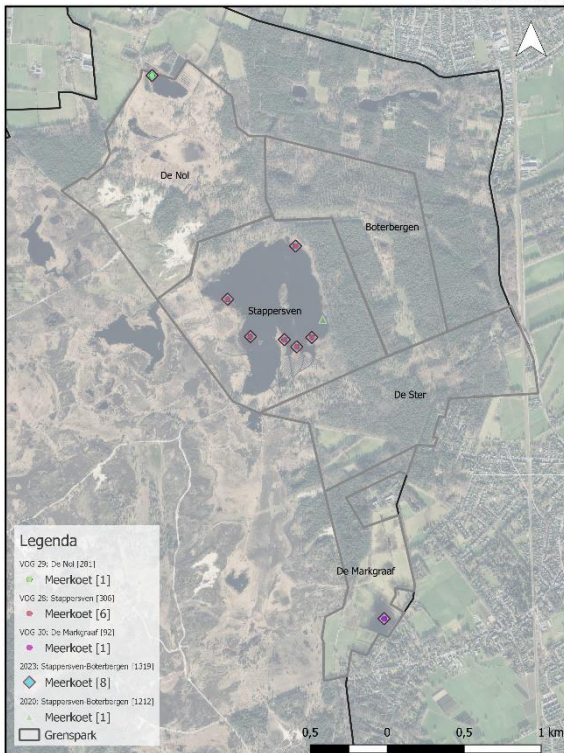 De Nol
Boterbergen
Stappersven
De Ster
De Markgraaf
Legenda
VOG 29: De Nol [281]
Meerkoet [1]
VOG 28: Stappersven [306]
Meerkoet [6]
VOG 30: De Markgraaf [92]
Meerkoet [1]
2023: Stappersven-Boterbergen [1319]
Meerkoet [8]
2020: Stappersven-Boterbergen [1212]
Meerkoet [1]
Grenspark
0,5 0 0,5 1 km